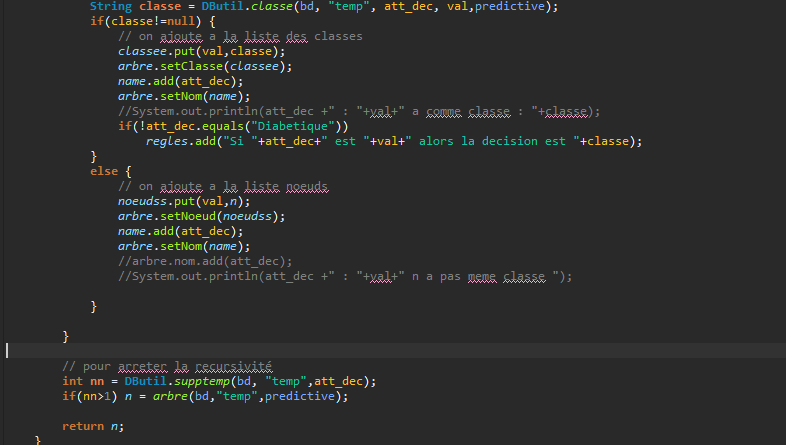 String classe = DButil.classe(bd, "temp", att_dec, val,predictive);
if(classe!=null) {
// on ajoute a la liste des classes
classee.put(val,classe);
arbre.setClasse(classee);
name.add(att_dec);
arbre.setNom(name);
//System.out.println(att_dec +" : "+val+" a comme classe : "+classe);
if(!att_dec.equals("Diabetique"))
regles.add("Si "+att_dec+" est "+val+" alors la decision est "+classe);
}
else {
// on ajoute a la liste noeuds
noeudss.put(val,n);
arbre.setNoeud(noeudss);
name.add(att_dec);
arbre.setNom(name);
//arbre.nom.add(att_dec);
//System.out.println(att_dec +" : "+val+" n a pas meme classe ");
}
}
// pour arreter la recursivité
int nn = DButil.supptemp(bd, "temp",att_dec);
if(nn>1) n = arbre(bd,"temp",predictive);
return n;
}